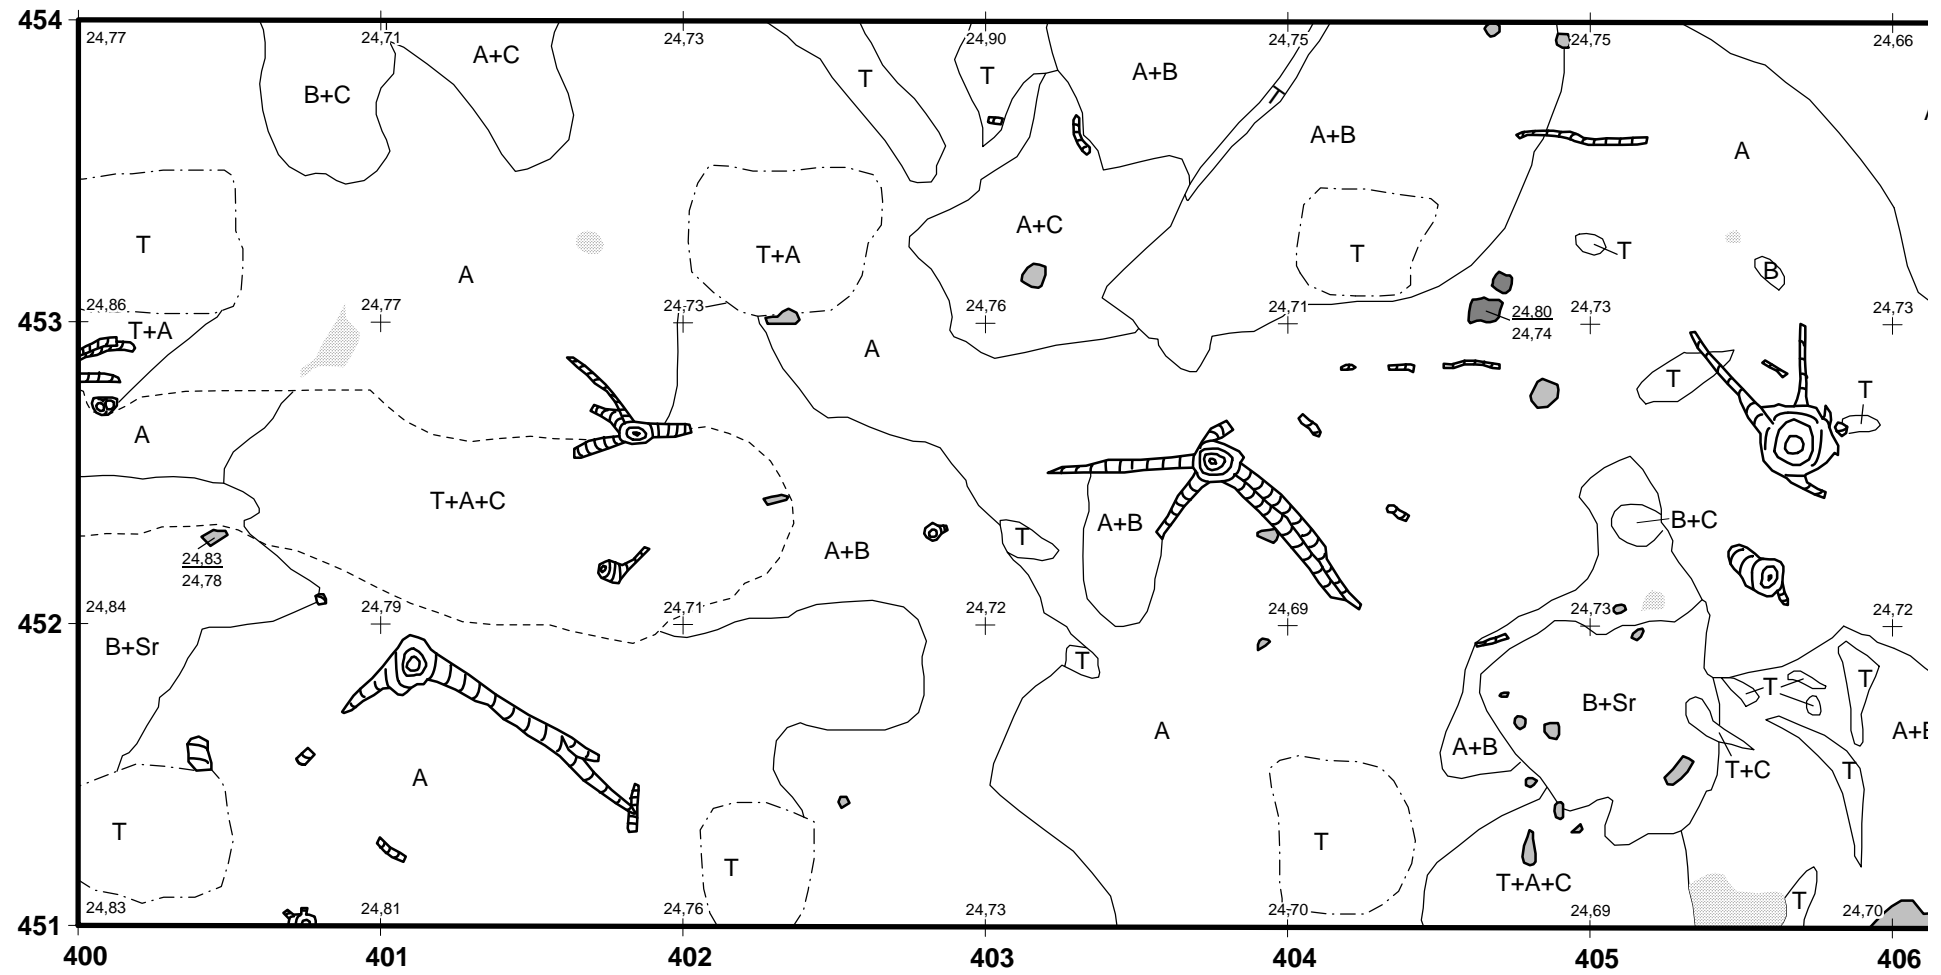 454
24,77
24,71
24,73
24,90
24,75
24,75
24,66
A+C
B+C
T
T
A+B
T
A+B
A
T
A
T+A
A+C
T
T
B
24,86
24,77
24,73
24,76
24,71
24,80
24,74
24,73
24,73
453
T+A
A
T
T
A
T+A+C
A+B
T
A+B
B+C
24,83
24,78
24,84
24,79
24,71
24,72
24,69
24,73
24,72
452
B+Sr
T
T
T
B+Sr
A
A+B
T+C
T
A
T
T
T
T+A+C
T
24,83
24,81
24,76
24,73
24,70
24,69
24,70
451
400
401
402
403
404
405
406